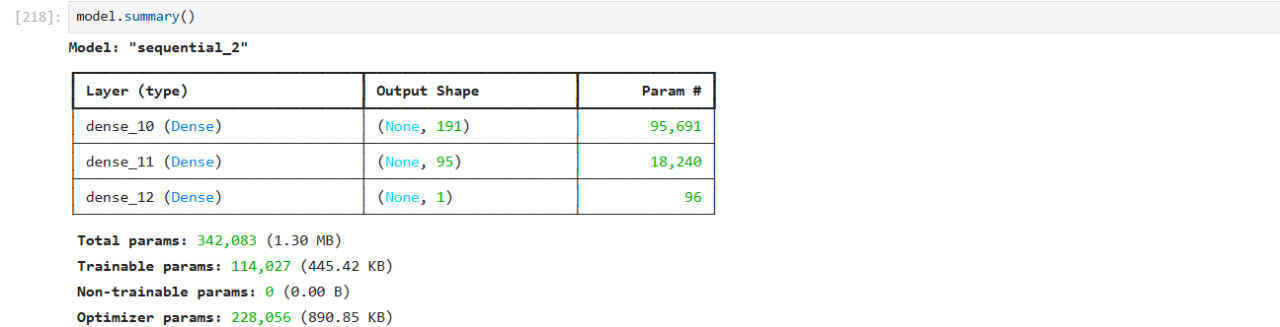 [218]: model.summary()
Model: "sequential_2"
Layer (type) Output Shape Param #
dense_10 (Dense) (None, 191) 95,691
dense_11 (Dense) (None, 95) 18,240
dense_12 (Dense) (None, 1) 96
Total params: 342,083 (1.30 MB)
Trainable params: 114,027 (445.42 KB)
Non-trainable params: 0 (0.00 B)
Optimizer params: 228,056 (890.85 KB)